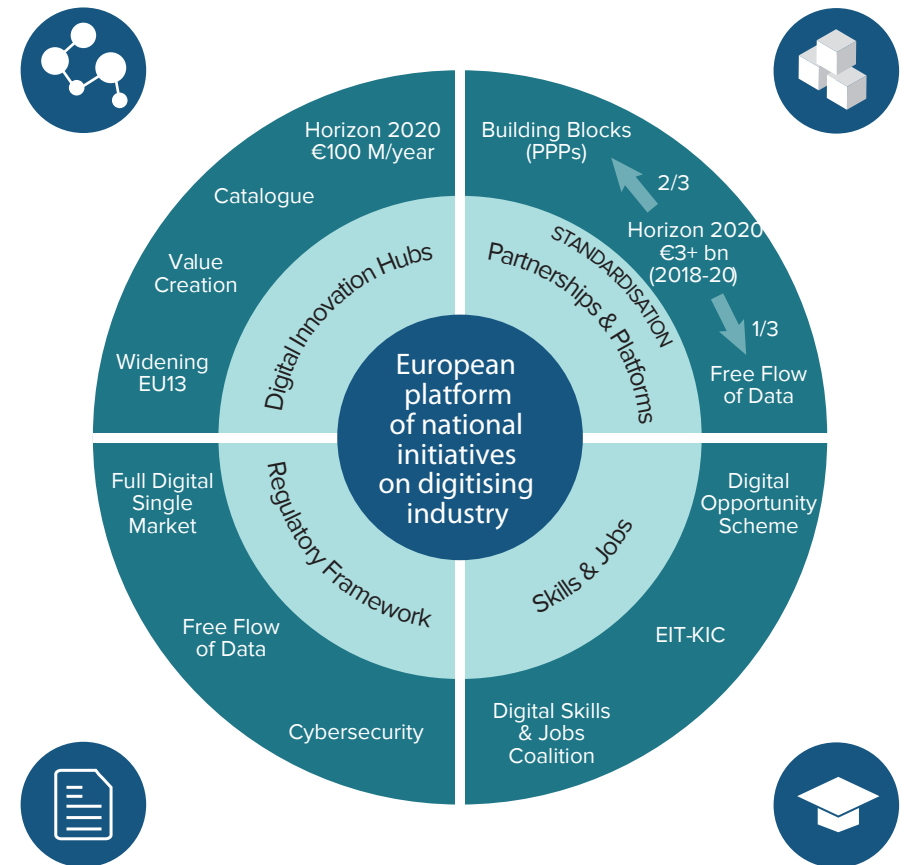 Horizon 2020
€100 M/year
Catalogue
Value
Creation
Widening
EU13
Digital Innovation Hubs
Building Blocks
(PPPs)
2/3
Horizon 2020
€3+ bn
(2018-20)
1/3
Free Flow
of Data
STANDARDISATION
Partnerships & Platforms
European
platform
of national
initiatives
on digitising
industry
Full Digital
Single
Market
Free Flow
of Data
Cybersecurity
Regulatory Framework
Digital
Opportunity
Scheme
EIT-KIC
Digital Skills
& Jobs
Coalition
Skills & Jobs